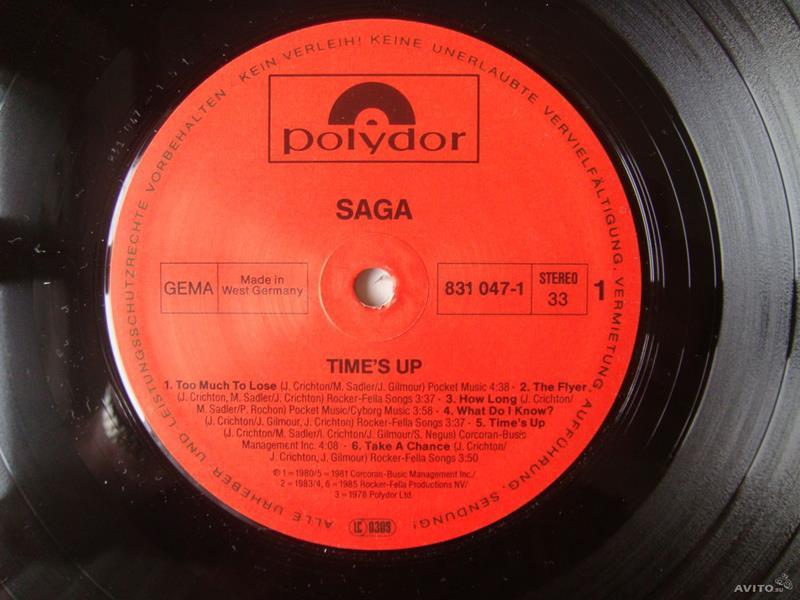 ALLE URHEBER- UND LEISTUNGSSCHUTZRECHTE VORBEHALTEN · KEIN VERLEIH! KEINE UNERLAUBTE VERVIELFÄLTIGUNG, VERMIETUNG, AUFFÜHRUNG, SENDUNG!
polydor
SAGA
GEMA
Made in
West Germany
831 047-1
STEREO
33
1
TIME'S UP
1. Too Much To Lose (J. Crichton/M. Sadler/J. Gilmour) Pocket Music 4:38 · 2. The Flyer
(J. Crichton, M. Sadler/J. Crichton) Rocker-Fella Songs 3:37 · 3. How Long (J. Crichton/
M. Sadler/P. Rochon) Pocket Music/Cyborg Music 3:58 · 4. What Do I Know?
(J. Crichton/J. Gilmour, J. Crichton) Rocker-Fella Songs 3:37 · 5. Time's Up
(J. Crichton/M. Sadler/I. Crichton/J. Gilmour/S. Negus) Corcoran-Busic
Management Inc. 4:08 · 6. Take A Chance (J. Crichton/
J. Crichton, J. Gilmour) Rocker-Fella Songs 3:50
℗ 1 = 1980/5 = 1981 Corcoran-Busic Management Inc./
2 = 1983/4, 6 = 1985 Rocker-Fella Productions NV/
3 = 1978 Polydor Ltd.
LC 0309
AVITO.ru